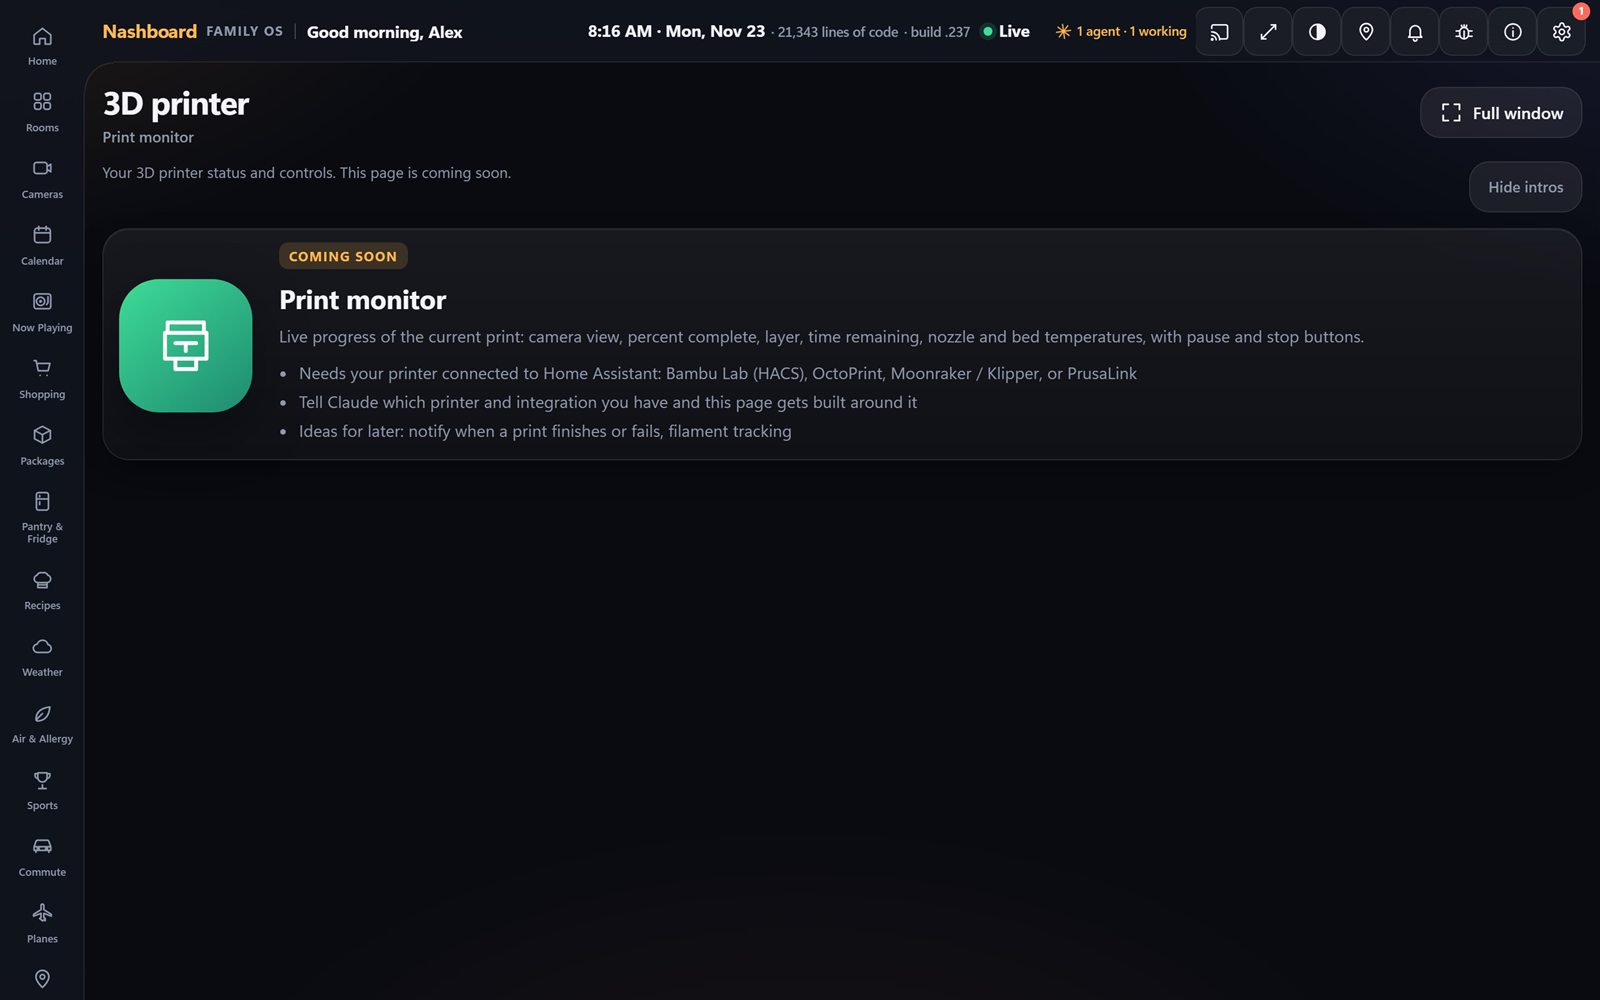 Nashboard FAMILY OS Good morning, Alex 8:16 AM · Mon, Nov 23 · 21,343 lines of code · build .237 Live 1 agent · 1 working 1
Home
Rooms
Cameras
Calendar
Now Playing
Shopping
Packages
Pantry &
Fridge
Recipes
Weather
Air & Allergy
Sports
Commute
Planes
3D printer
Print monitor
Your 3D printer status and controls. This page is coming soon.
Full window
Hide intros
COMING SOON
Print monitor
Live progress of the current print: camera view, percent complete, layer, time remaining, nozzle and bed temperatures, with pause and stop buttons.
• Needs your printer connected to Home Assistant: Bambu Lab (HACS), OctoPrint, Moonraker / Klipper, or PrusaLink
• Tell Claude which printer and integration you have and this page gets built around it
• Ideas for later: notify when a print finishes or fails, filament tracking